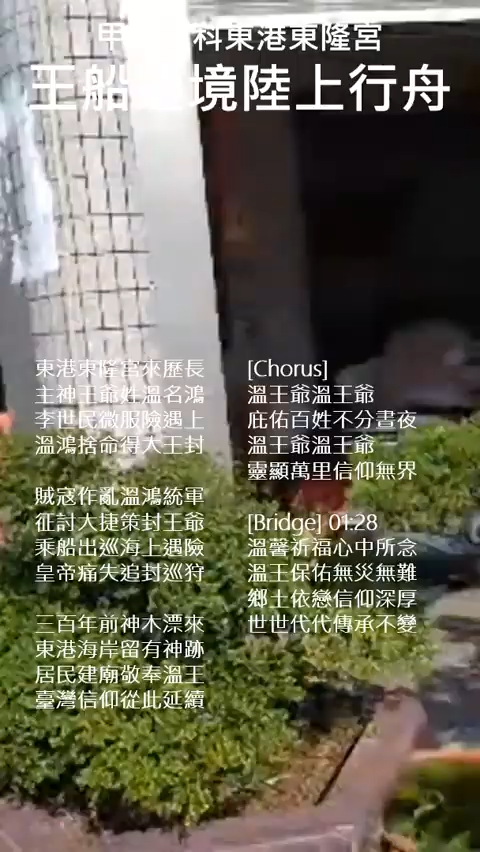 甲 科東港東隆宮
王船 境陸上行舟
東港東隆宮來歷長
主神王爺姓溫名鴻
李世民微服險遇上
溫鴻捨命得大王封
賊寇作亂溫鴻統軍
征討大捷策封王爺
乘船出巡海上遇險
皇帝痛失追封巡狩
三百年前神木漂來
東港海岸留有神跡
居民建廟敬奉溫王
臺灣信仰從此延續
[Chorus]
溫王爺溫王爺
庇佑百姓不分晝夜
溫王爺溫王爺
靈顯萬里信仰無界
[Bridge] 01:28
溫馨祈福心中所念
溫王保佑無災無難
鄉土依戀信仰深厚
世世代代傳承不變